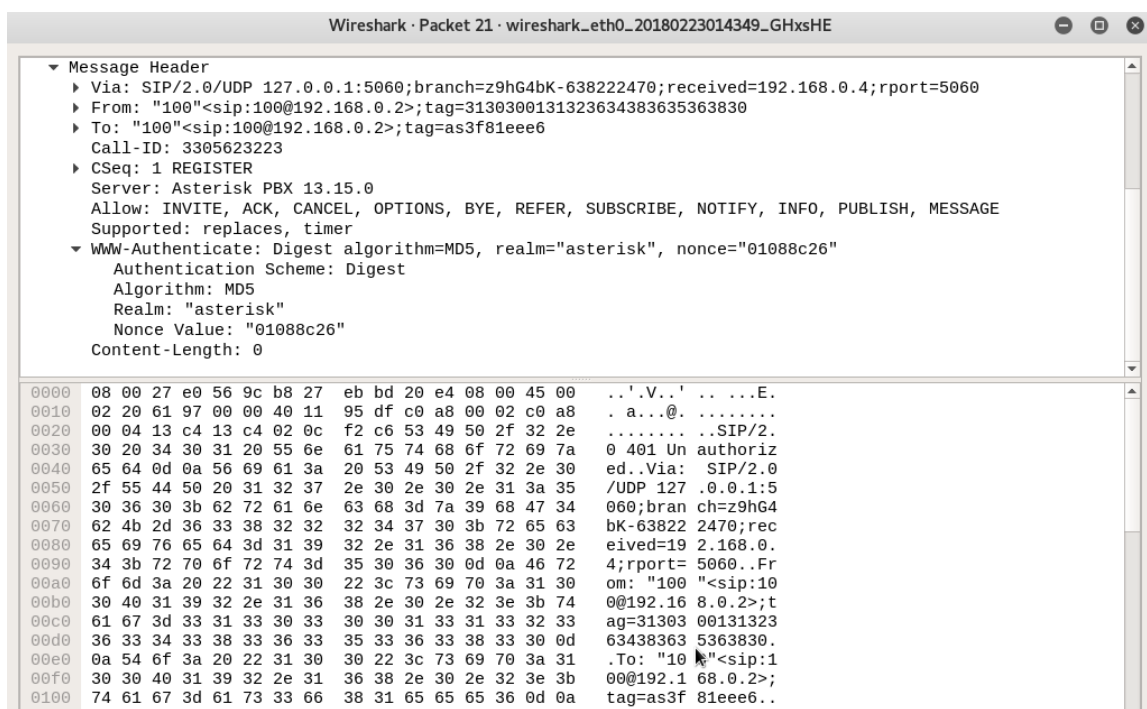 Wireshark · Packet 21 · wireshark_eth0_20180223014349_GHxsHE
Message Header
Via: SIP/2.0/UDP 127.0.0.1:5060;branch=z9hG4bK-638222470;received=192.168.0.4;rport=5060
From: "100"<sip:100@192.168.0.2>;tag=3130300131323634383635363830
To: "100"<sip:100@192.168.0.2>;tag=as3f81eee6
Call-ID: 3305623223
CSeq: 1 REGISTER
Server: Asterisk PBX 13.15.0
Allow: INVITE, ACK, CANCEL, OPTIONS, BYE, REFER, SUBSCRIBE, NOTIFY, INFO, PUBLISH, MESSAGE
Supported: replaces, timer
WWW-Authenticate: Digest algorithm=MD5, realm="asterisk", nonce="01088c26"
Authentication Scheme: Digest
Algorithm: MD5
Realm: "asterisk"
Nonce Value: "01088c26"
Content-Length: 0
0000 08 00 27 e0 56 9c b8 27 eb bd 20 e4 08 00 45 00 ..'.V..' .. ...E.
0010 02 20 61 97 00 00 40 11 95 df c0 a8 00 02 c0 a8 . a...@. ........
0020 00 04 13 c4 13 c4 02 0c f2 c6 53 49 50 2f 32 2e ........ ..SIP/2.
0030 30 20 34 30 31 20 55 6e 61 75 74 68 6f 72 69 7a 0 401 Un authoriz
0040 65 64 0d 0a 56 69 61 3a 20 53 49 50 2f 32 2e 30 ed..Via: SIP/2.0
0050 2f 55 44 50 20 31 32 37 2e 30 2e 30 2e 31 3a 35 /UDP 127 .0.0.1:5
0060 30 36 30 3b 62 72 61 6e 63 68 3d 7a 39 68 47 34 060;bran ch=z9hG4
0070 62 4b 2d 36 33 38 32 32 32 34 37 30 3b 72 65 63 bK-63822 2470;rec
0080 65 69 76 65 64 3d 31 39 32 2e 31 36 38 2e 30 2e eived=19 2.168.0.
0090 34 3b 72 70 6f 72 74 3d 35 30 36 30 0d 0a 46 72 4;rport= 5060..Fr
00a0 6f 6d 3a 20 22 31 30 30 22 3c 73 69 70 3a 31 30 om: "100 "<sip:10
00b0 30 40 31 39 32 2e 31 36 38 2e 30 2e 32 3e 3b 74 0@192.16 8.0.2>;t
00c0 61 67 3d 33 31 33 30 33 30 30 31 33 31 33 32 33 ag=31303 00131323
00d0 36 33 34 33 38 33 36 33 35 33 36 33 38 33 30 0d 63438363 5363830.
00e0 0a 54 6f 3a 20 22 31 30 30 22 3c 73 69 70 3a 31 .To: "10 "<sip:1
00f0 30 30 40 31 39 32 2e 31 36 38 2e 30 2e 32 3e 3b 00@192.1 68.0.2>;
0100 74 61 67 3d 61 73 33 66 38 31 65 65 65 36 0d 0a tag=as3f 81eee6..